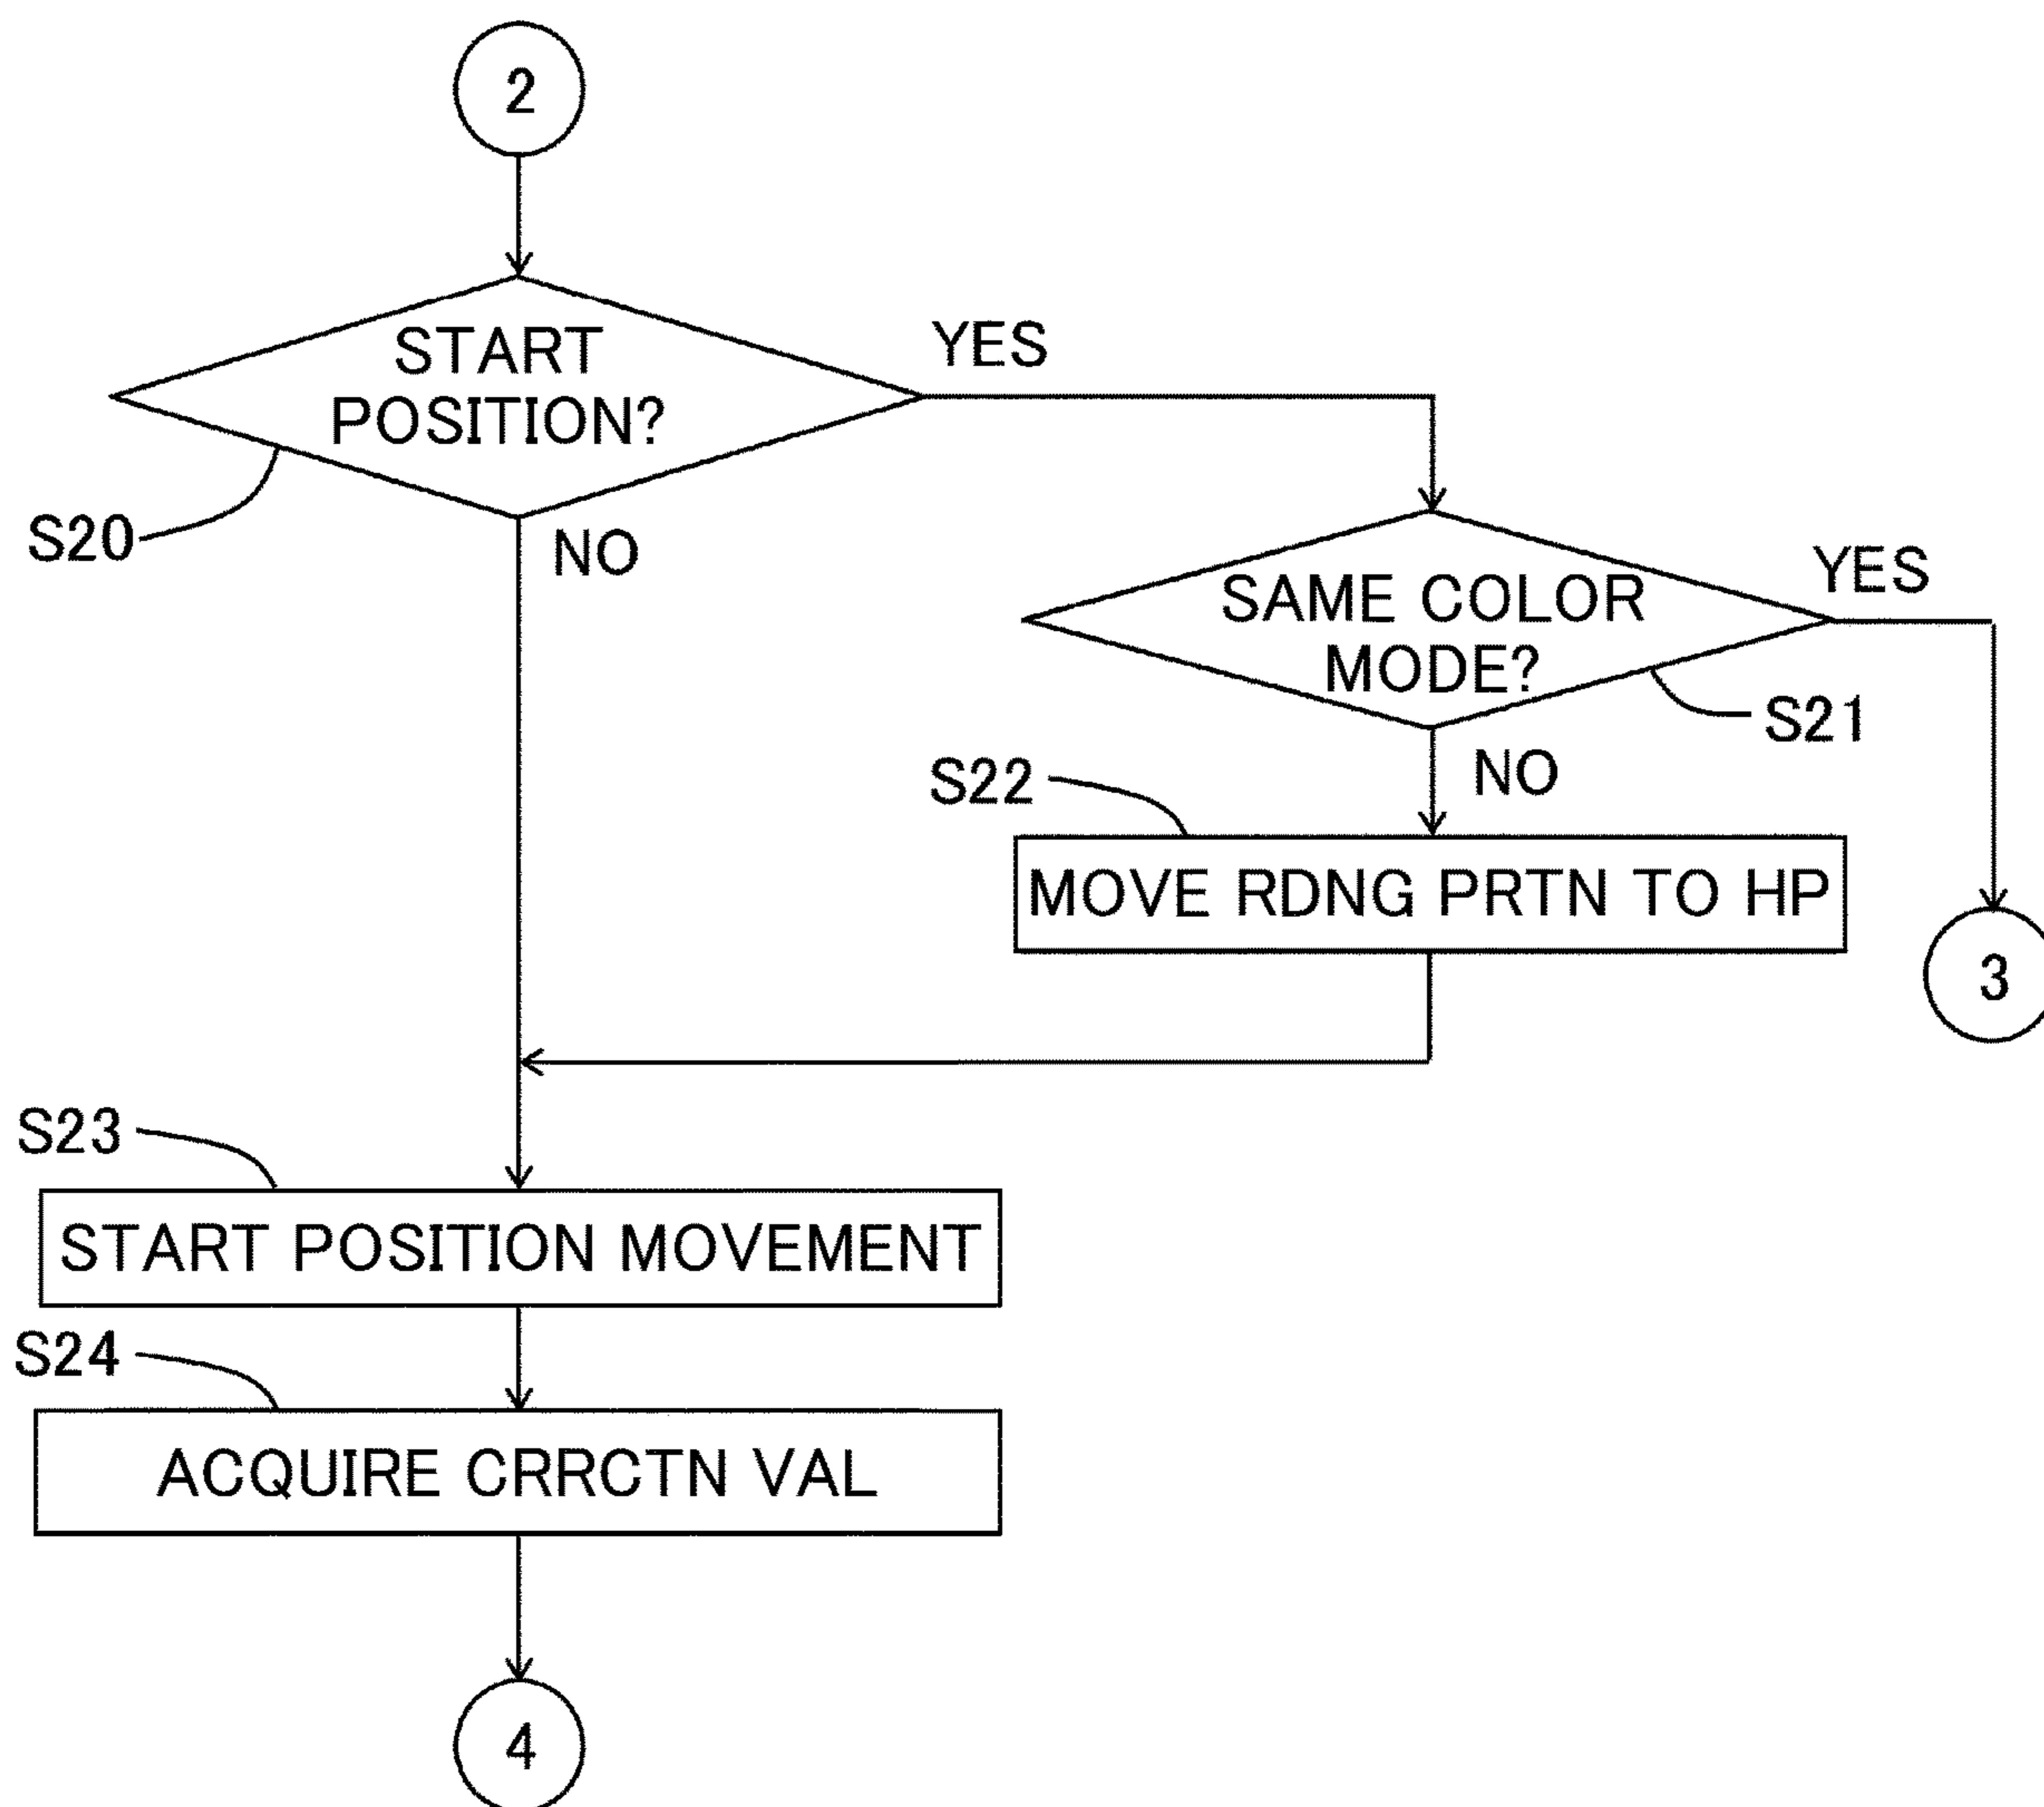 2
START
POSITION?
YES
S20
NO
SAME COLOR
MODE?
YES
S21
NO
S22
MOVE RDNG PRTN TO HP
3
S23
START POSITION MOVEMENT
S24
ACQUIRE CRRCTN VAL
4